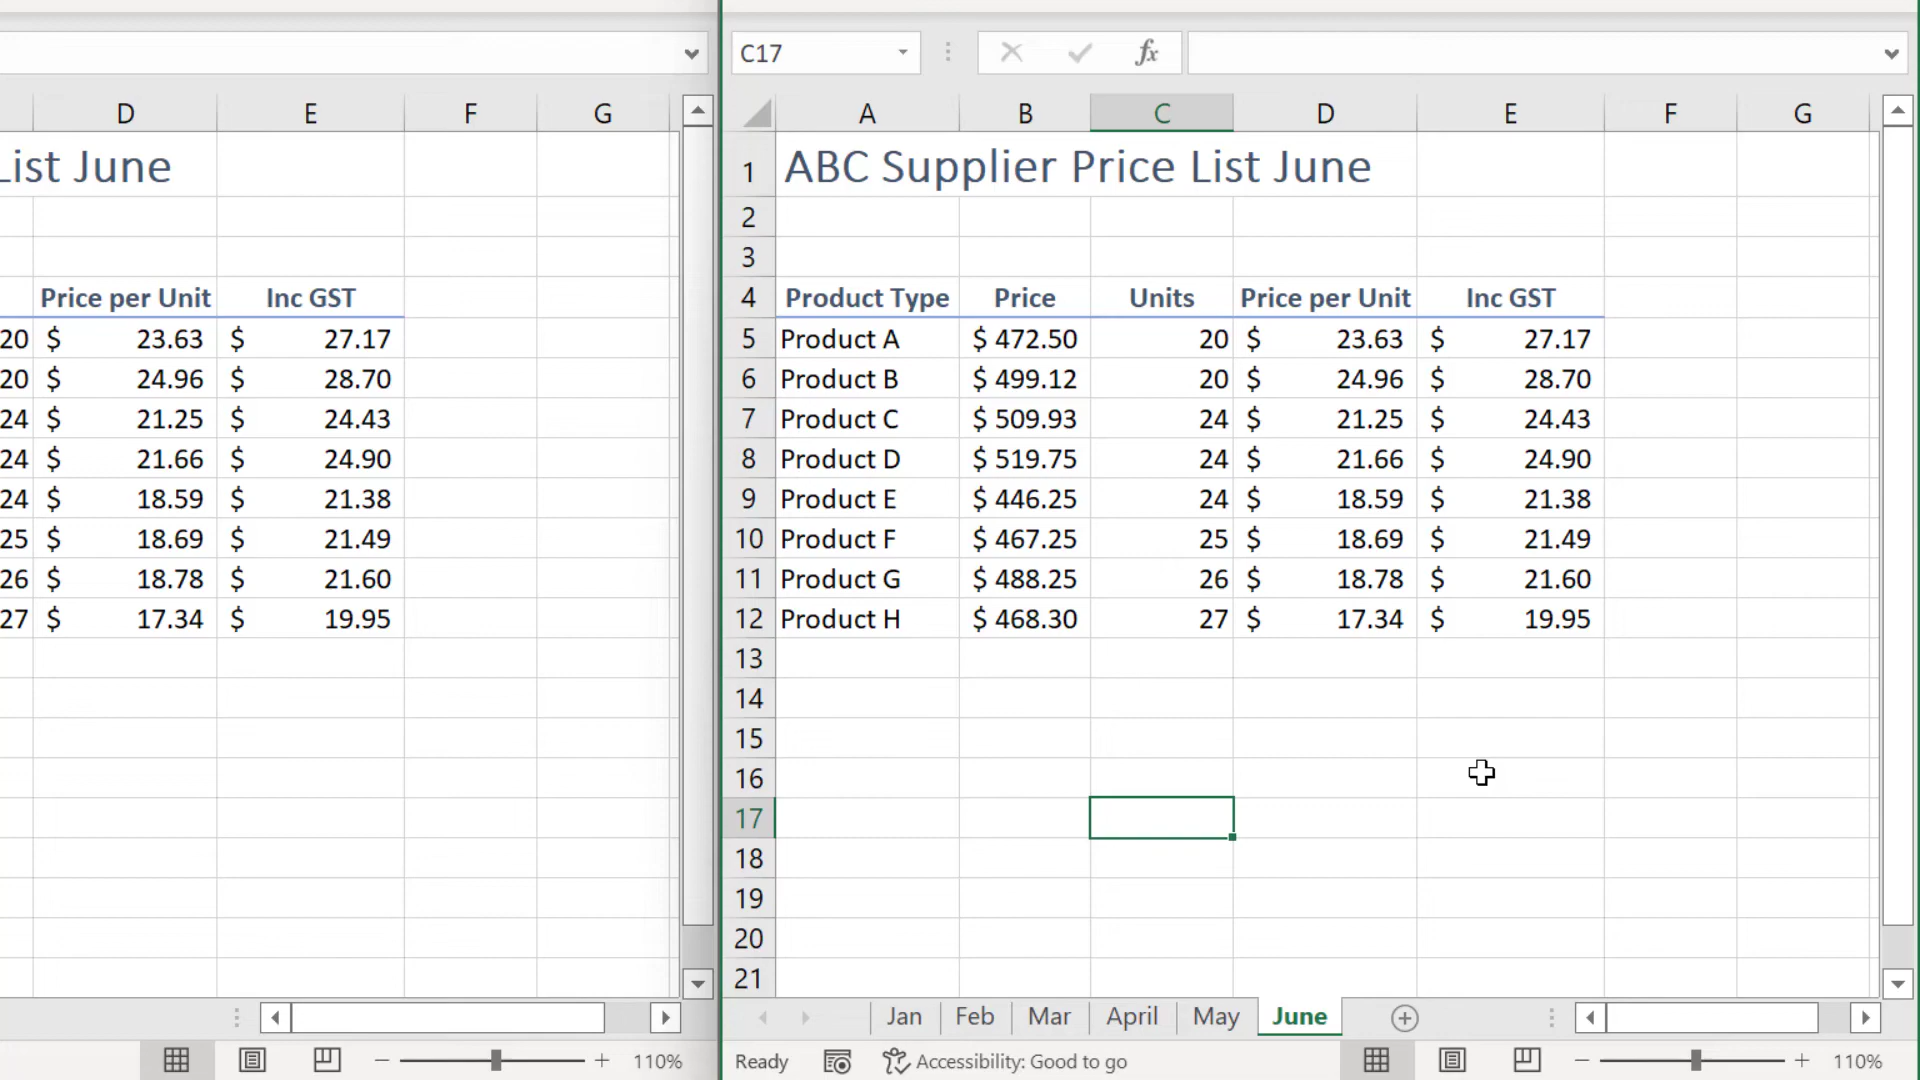 List June
D E F G
Price per Unit Inc GST
20 $ 23.63 $ 27.17
20 $ 24.96 $ 28.70
24 $ 21.25 $ 24.43
24 $ 21.66 $ 24.90
24 $ 18.59 $ 21.38
25 $ 18.69 $ 21.49
26 $ 18.78 $ 21.60
27 $ 17.34 $ 19.95
110%
C17 fx
A B C D E F G
1 ABC Supplier Price List June
2
3
4 Product Type Price Units Price per Unit Inc GST
5 Product A $ 472.50 20 $ 23.63 $ 27.17
6 Product B $ 499.12 20 $ 24.96 $ 28.70
7 Product C $ 509.93 24 $ 21.25 $ 24.43
8 Product D $ 519.75 24 $ 21.66 $ 24.90
9 Product E $ 446.25 24 $ 18.59 $ 21.38
10 Product F $ 467.25 25 $ 18.69 $ 21.49
11 Product G $ 488.25 26 $ 18.78 $ 21.60
12 Product H $ 468.30 27 $ 17.34 $ 19.95
13
14
15
16
17
18
19
20
21
Jan Feb Mar April May June
Ready Accessibility: Good to go 110%